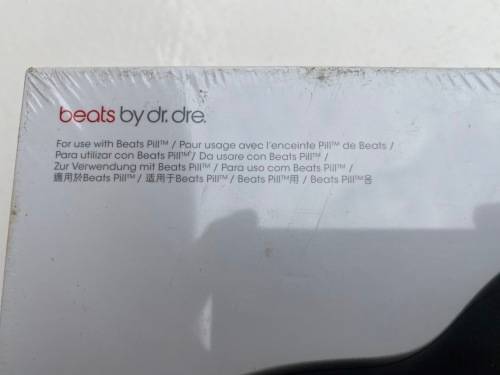 beats by dr. dre.
For use with Beats Pill™ / Pour usage avec l'enceinte Pill™ de Beats /
Para utilizar con Beats Pill™ / Da usare con Beats Pill™ /
Zur Verwendung mit Beats Pill™ / Para uso com Beats Pill™ /
適用於Beats Pill™ / 适用于Beats Pill™ / Beats Pill™用 / Beats Pill™용